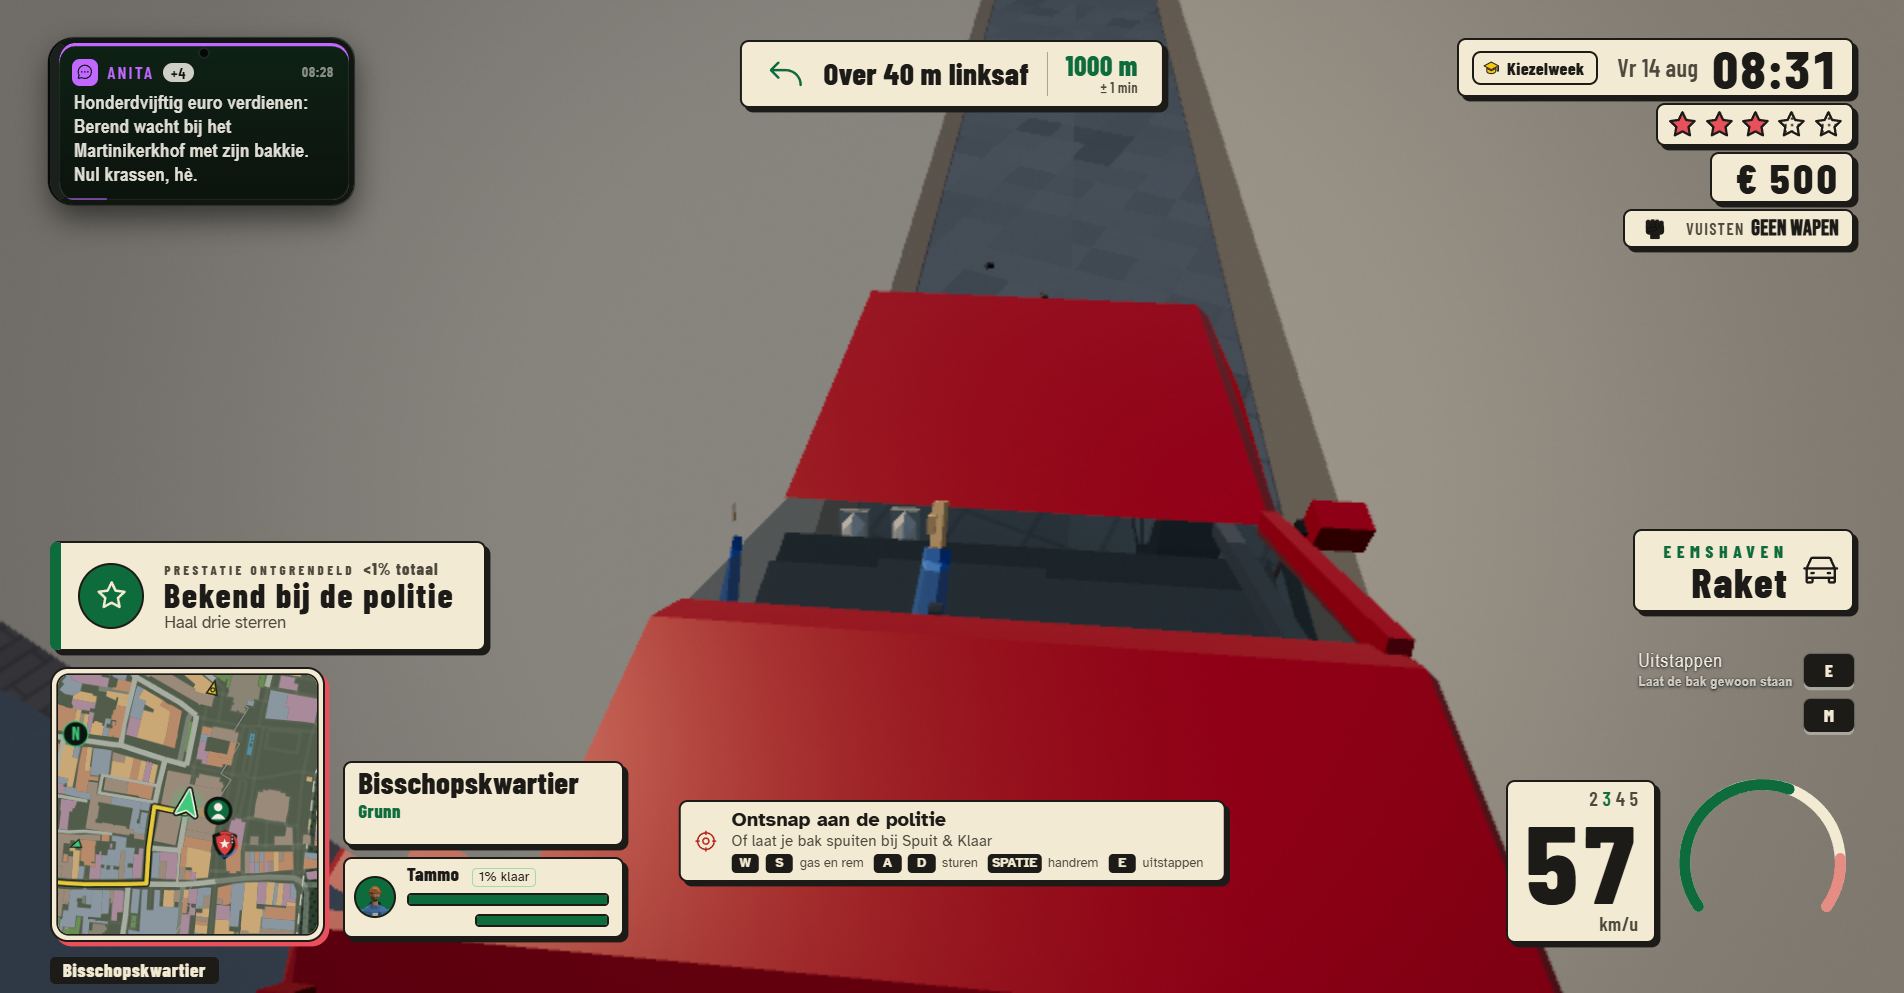 ANITA +4 08:28
Honderdvijftig euro verdienen:
Berend wacht bij het
Martinikerkhof met zijn bakkie.
Nul krassen, hè.
Over 40 m linksaf
1000 m
± 1 min
Kiezelweek Vr 14 aug 08:31
€ 500
VUISTEN GEEN WAPEN
PRESTATIE ONTGRENDELD <1% totaal
Bekend bij de politie
Haal drie sterren
EEMSHAVEN
Raket
Uitstappen
Laat de bak gewoon staan
E
M
N
Bisschopskwartier
Grunn
Tammo 1% klaar
Ontsnap aan de politie
Of laat je bak spuiten bij Spuit & Klaar
W S gas en rem A D sturen SPATIE handrem E uitstappen
2 3 4 5
57
km/u
Bisschopskwartier